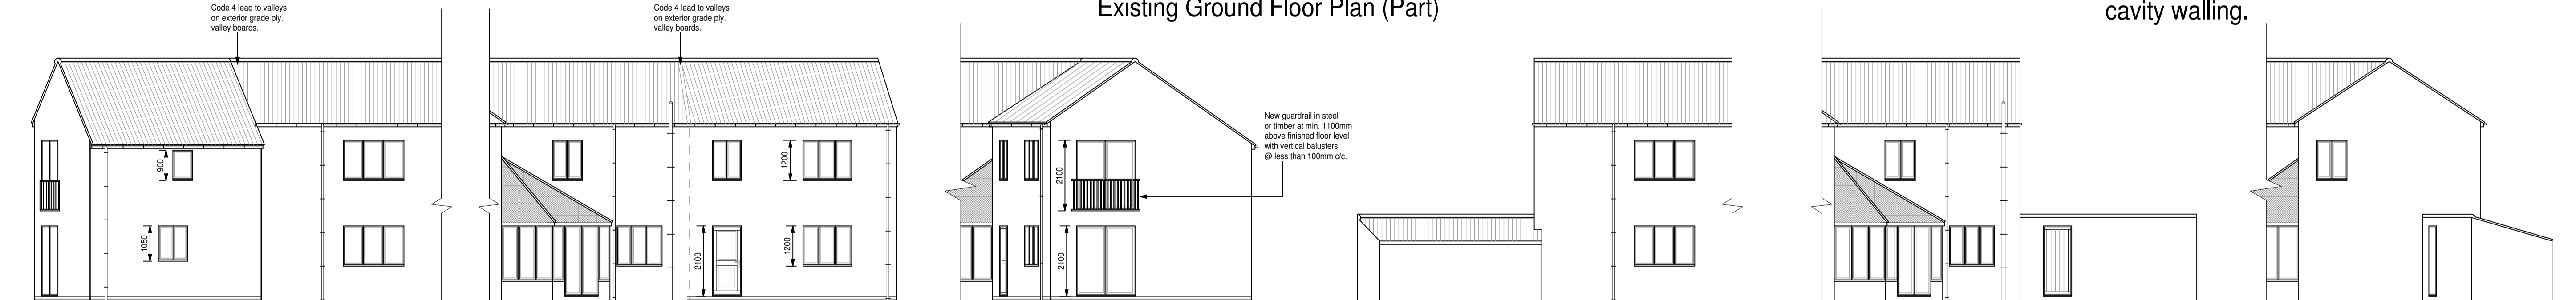 Code 4 lead to valleys
on exterior grade ply.
valley boards.
Code 4 lead to valleys
on exterior grade ply.
valley boards.
Existing Ground Floor Plan (Part)
cavity walling.
New guardrail in steel
or timber at min. 1100mm
above finished floor level
with vertical balusters
@ less than 100mm c/c.
900
1050
1200
2100
1200
2100
2100